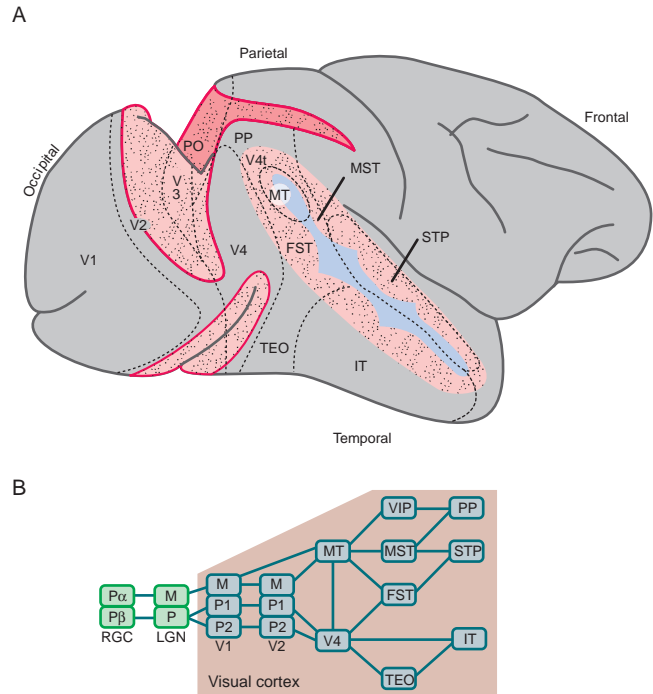 A
Parietal
Frontal
Occipital
PO
PP
V4t
MST
V
3
MT
V2
STP
V1
V4
FST
TEO
IT
Temporal
B
VIP PP
MT MST STP
M M
Pα M
P1 P1 FST
Pβ P
P2 P2 V4 IT
RGC LGN V1 V2
TEO
Visual cortex